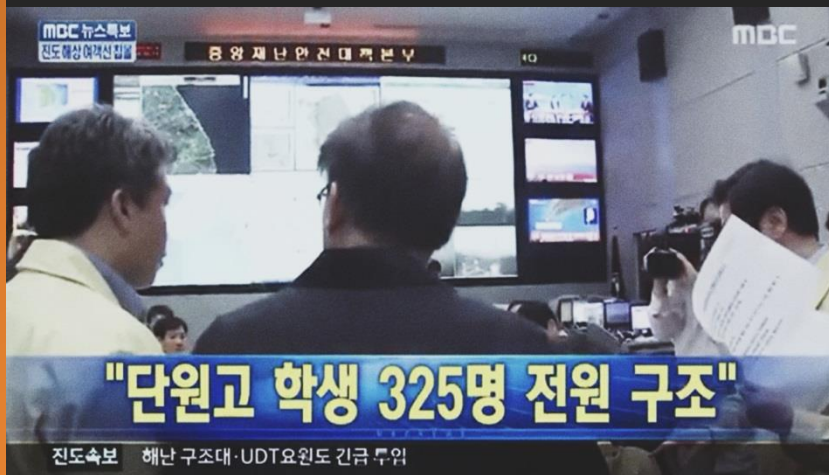 MBC 뉴스특보
진도 해상 여객선 침몰
MBC
중앙재난안전대책본부
"단원고 학생 325명 전원 구조"
진도속보 해난 구조대·UDT요원도 긴급 투입